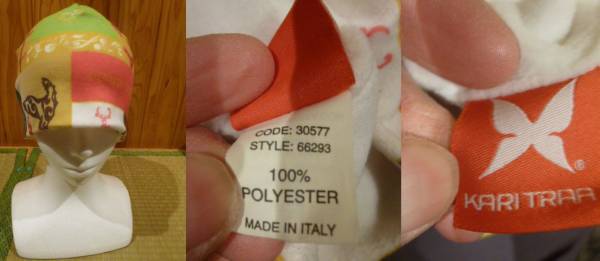 CODE: 30577
STYLE: 66293
100%
POLYESTER
MADE IN ITALY
®
KARI TRAA